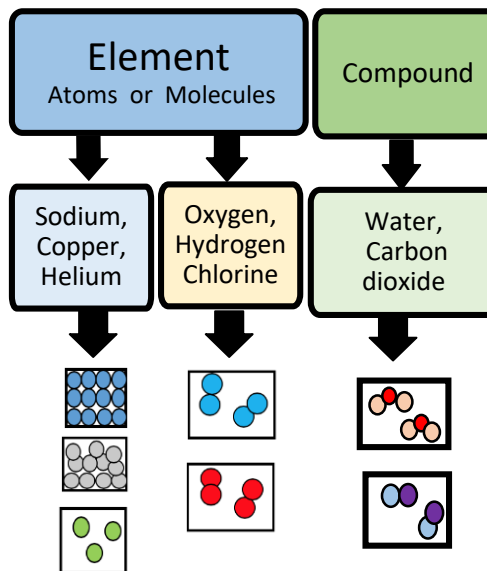 Element
Atoms or Molecules
Compound
Sodium,
Copper,
Helium
Oxygen,
Hydrogen
Chlorine
Water,
Carbon
dioxide